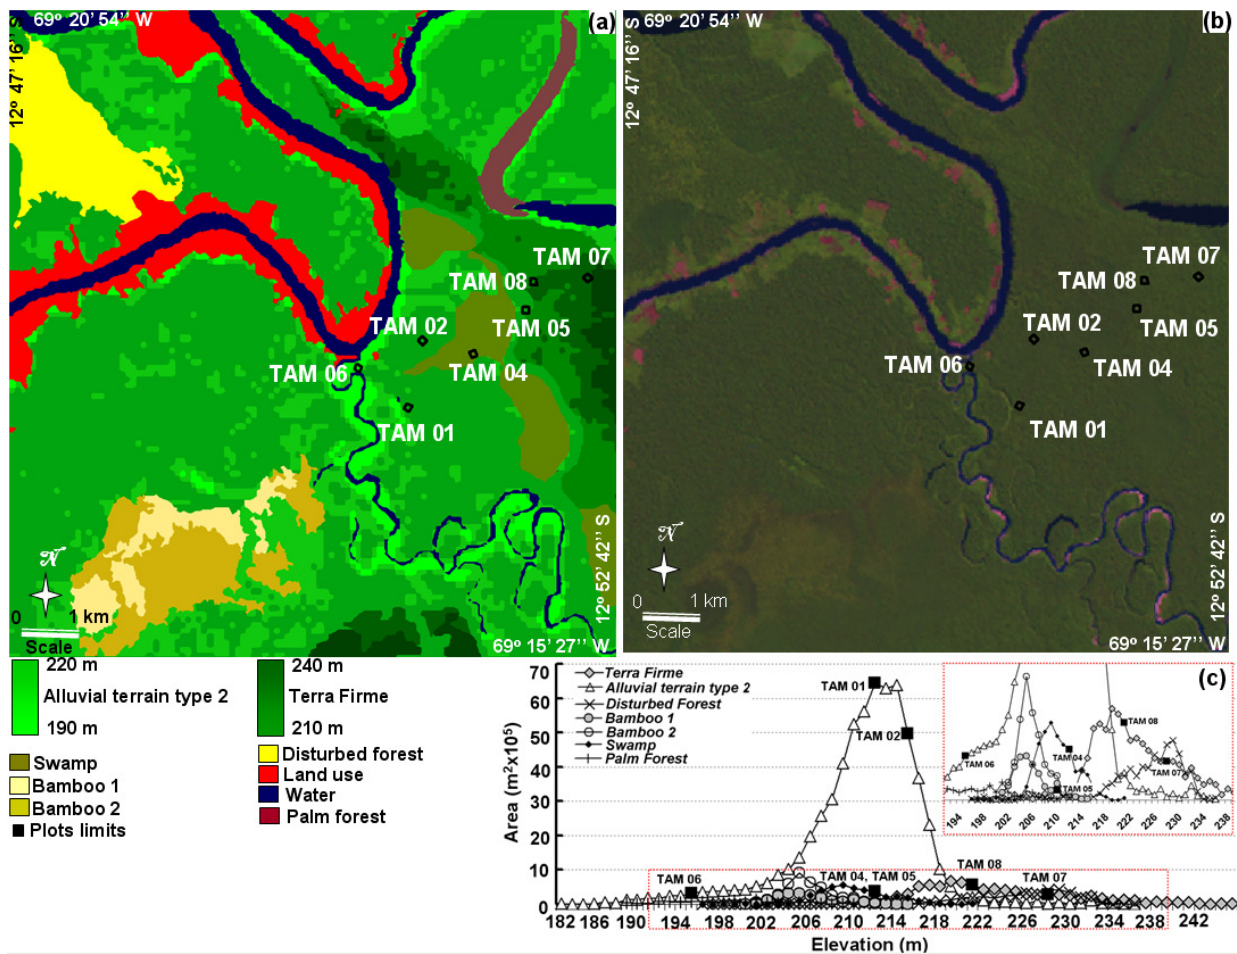 69º 20' 54'' W
(a)
12º 47' 16'' S
TAM 07
TAM 08
TAM 02
TAM 05
TAM 06
TAM 04
TAM 01
N
0 1 km
Scale
12º 52' 42'' S
69º 15' 27'' W
69º 20' 54'' W
(b)
12º 47' 16'' S
TAM 07
TAM 08
TAM 02
TAM 05
TAM 06
TAM 04
TAM 01
N
0 1 km
Scale
12º 52' 42'' S
69º 15' 27'' W
220 m
Alluvial terrain type 2
190 m
240 m
Terra Firme
210 m
Swamp
Bamboo 1
Bamboo 2
Plots limits
Disturbed forest
Land use
Water
Palm forest
(c)
Area (m²x10⁵)
70
60
50
40
30
20
10
0
Terra Firme
Alluvial terrain type 2
Disturbed Forest
Bamboo 1
Bamboo 2
Swamp
Palm Forest
TAM 01
TAM 02
TAM 06
TAM 04, TAM 05
TAM 08
TAM 07
182 186 190 194 198 202 206 210 214 218 222 226 230 234 242
Elevation (m)
TAM 06
TAM 04
TAM 05
TAM 08
TAM 07
194 198 202 206 210 214 218 222 226 230 234 238